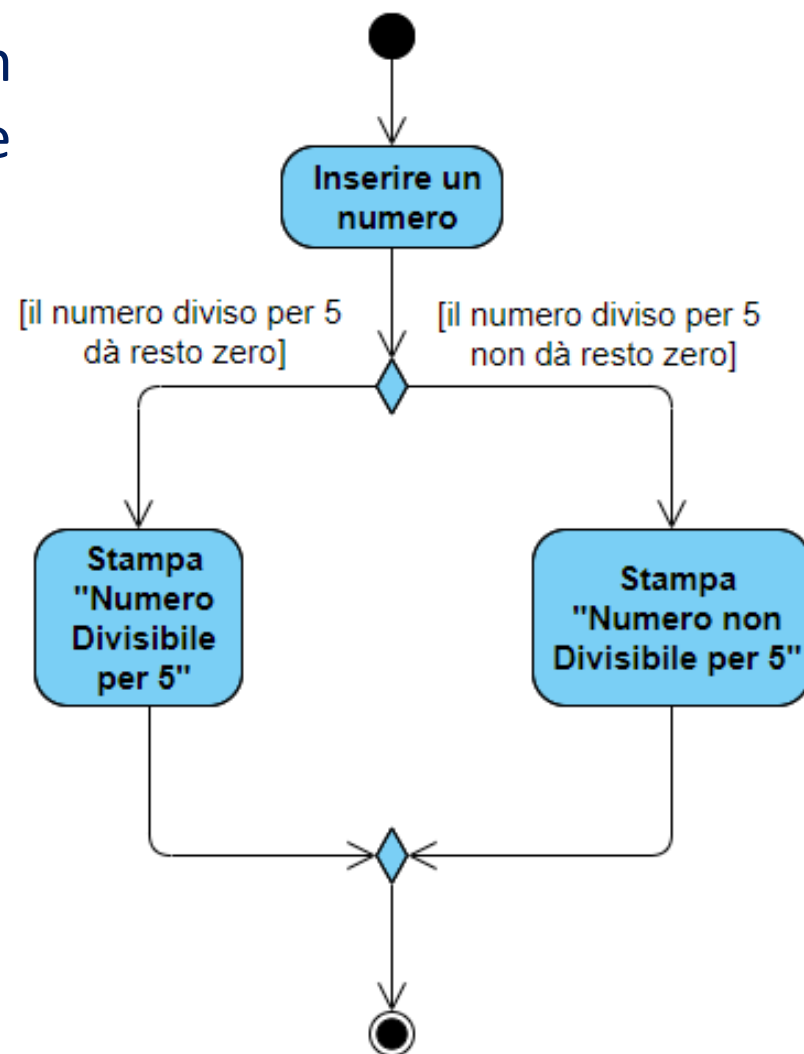 n
e
Inserire un
numero
[il numero diviso per 5
dà resto zero]
[il numero diviso per 5
non dà resto zero]
Stampa
"Numero
Divisibile
per 5"
Stampa
"Numero non
Divisibile per 5"